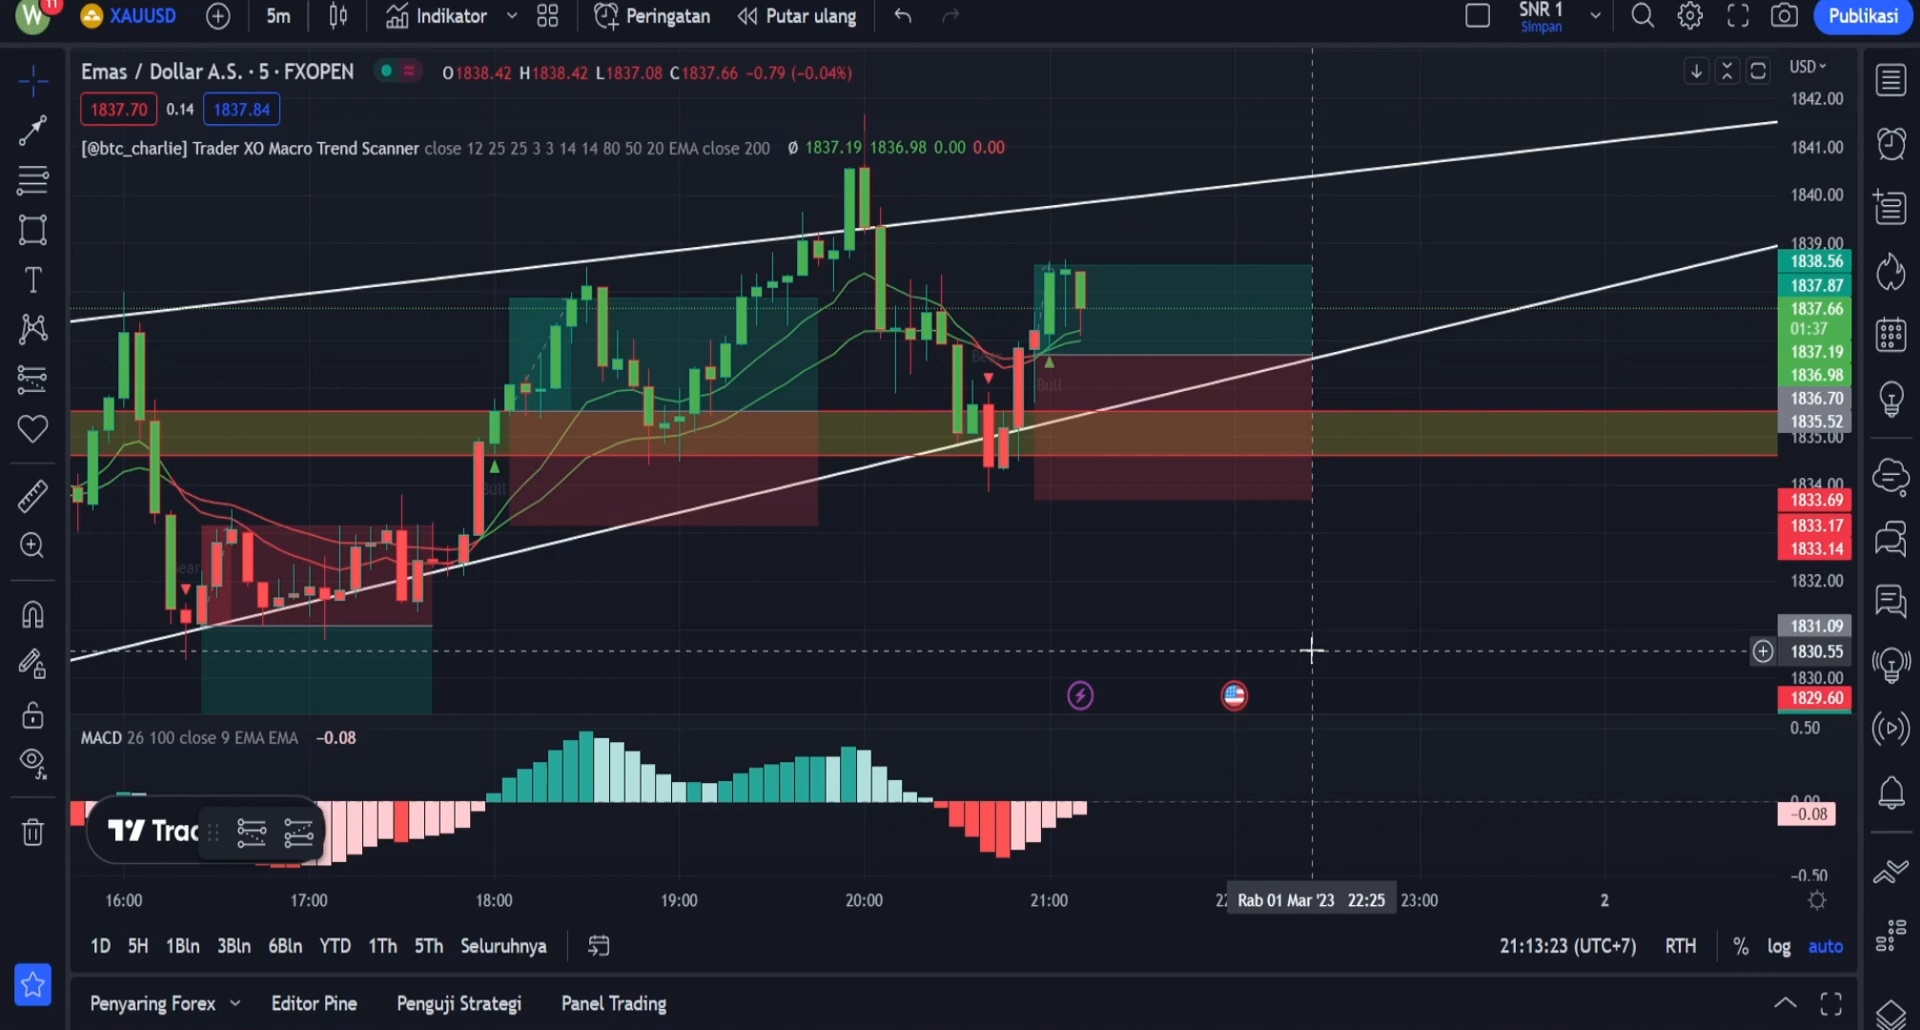 W 11 XAUUSD 5m Indikator Peringatan Putar ulang SNR 1 Simpan Publikasi
Emas / Dollar A.S. · 5 · FXOPEN O1838.42 H1838.42 L1837.08 C1837.66 −0.79 (−0.04%)
USD
1837.70 0.14 1837.84
[@btc_charlie] Trader XO Macro Trend Scanner close 12 25 25 3 3 14 14 80 50 20 EMA close 200 Ø 1837.19 1836.98 0.00 0.00
1842.00
1841.00
1840.00
1839.00
1838.56
1837.87
1837.66
01:37
1837.19
1836.98
1836.70
1835.52
1835.00
1834.00
1833.69
1833.17
1833.14
1832.00
1831.09
1830.55
1830.00
1829.60
Bull
Bull
MACD 26 100 close 9 EMA EMA −0.08
0.50
0.00
−0.08
−0.50
16:00 17:00 18:00 19:00 20:00 21:00 Rab 01 Mar '23 22:25 23:00 2
1D 5H 1Bln 3Bln 6Bln YTD 1Th 5Th Seluruhnya 21:13:23 (UTC+7) RTH % log auto
Penyaring Forex Editor Pine Penguji Strategi Panel Trading